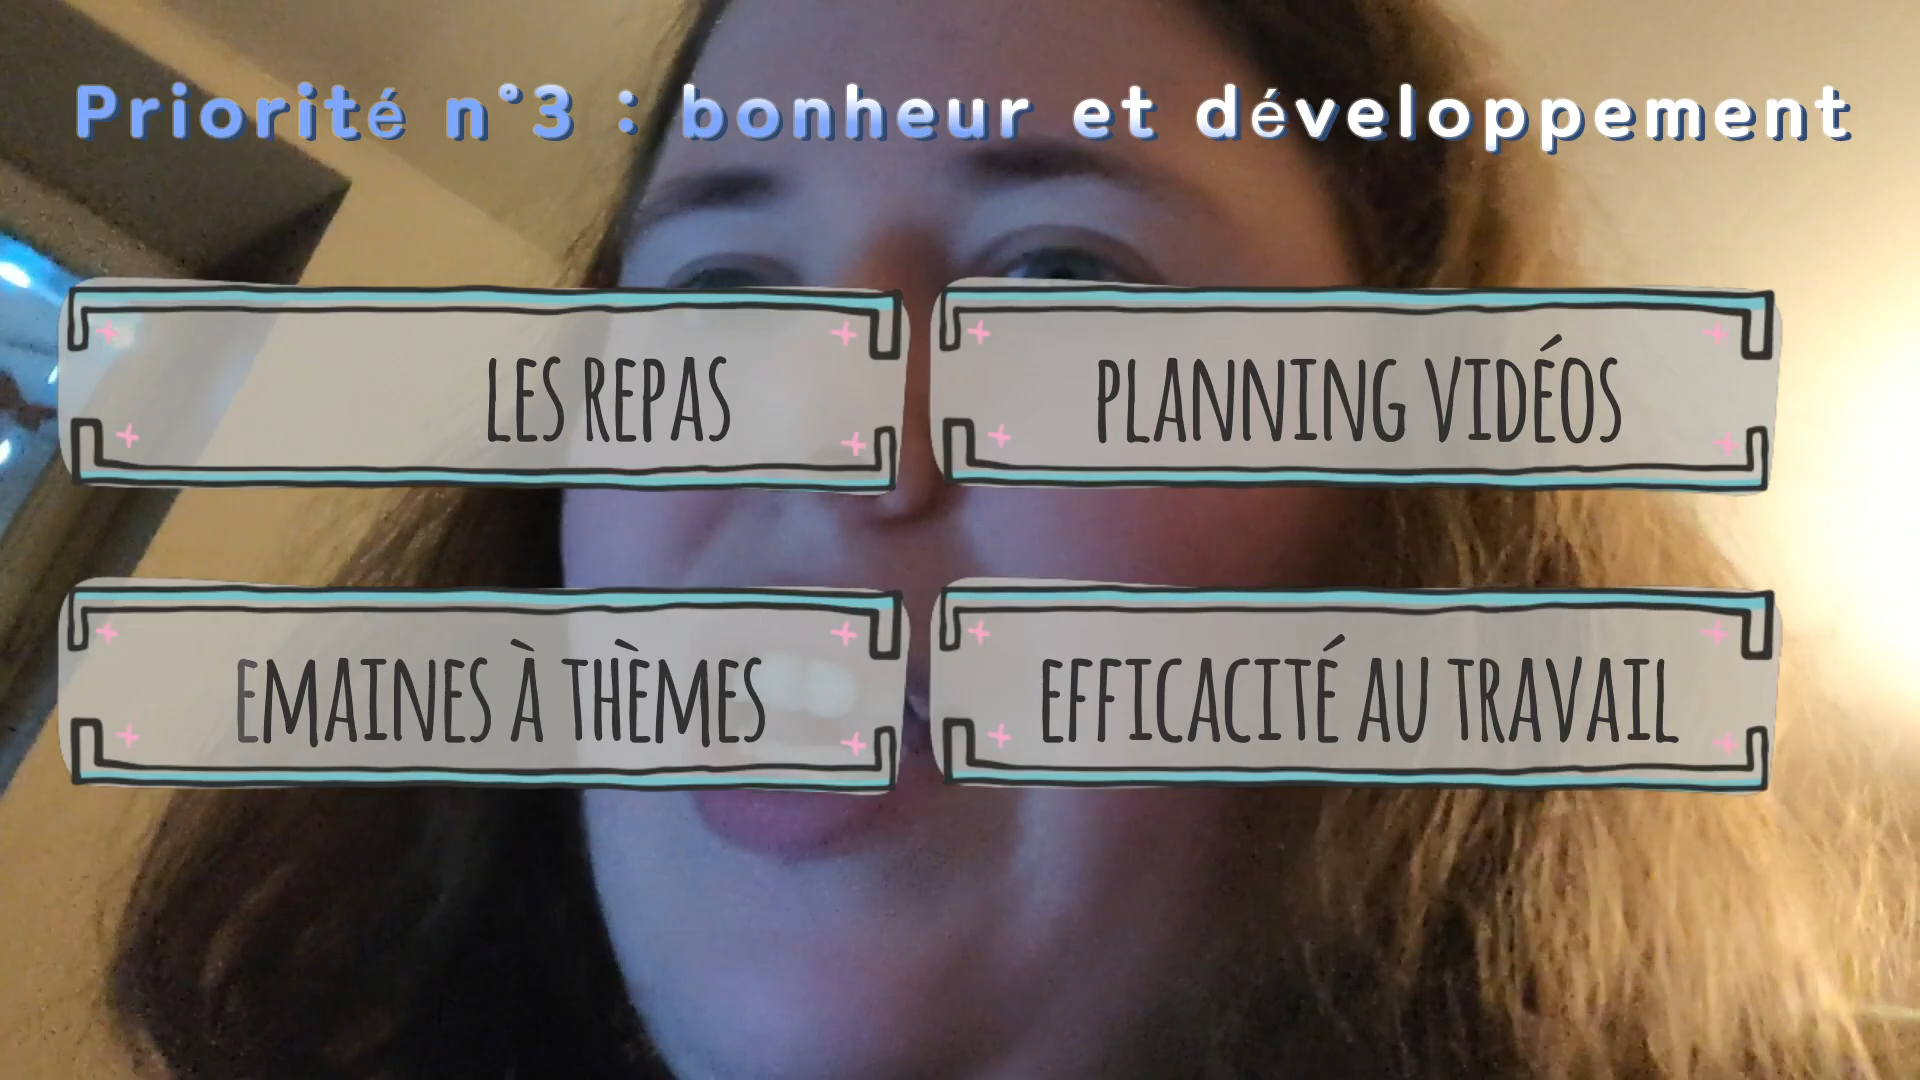 Priorité n°3 : bonheur et développement
LES REPAS
PLANNING VIDÉOS
EMAINES À THÈMES
EFFICACITÉ AU TRAVAIL